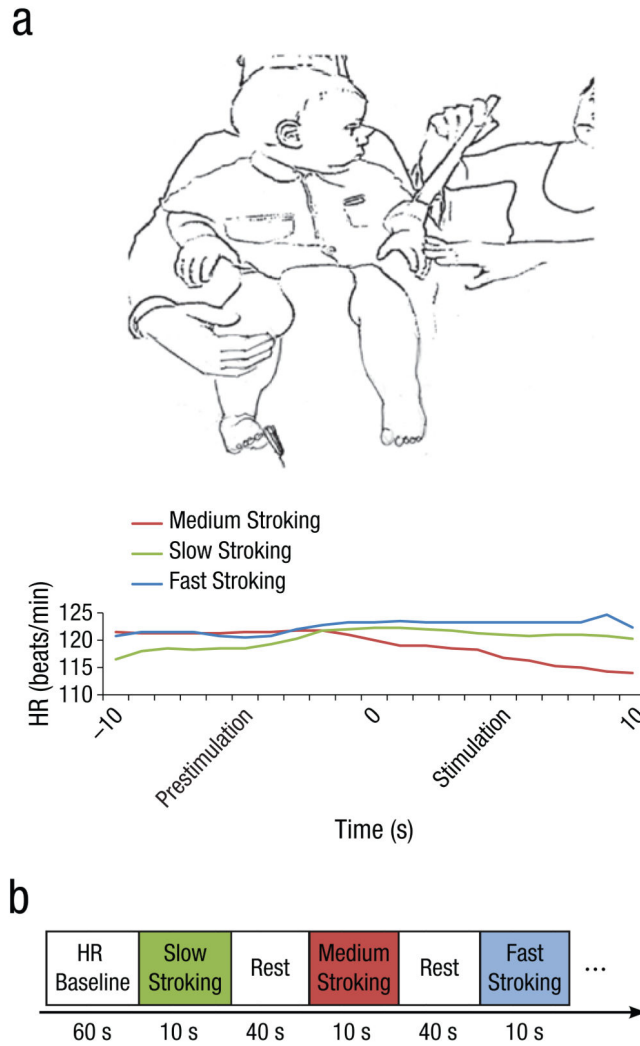 a
Medium Stroking
Slow Stroking
Fast Stroking
HR (beats/min)
125
120
115
110
–10
0
10
Prestimulation
Stimulation
Time (s)
b
HR
Baseline
Slow
Stroking
Rest
Medium
Stroking
Rest
Fast
Stroking
...
60 s
10 s
40 s
10 s
40 s
10 s